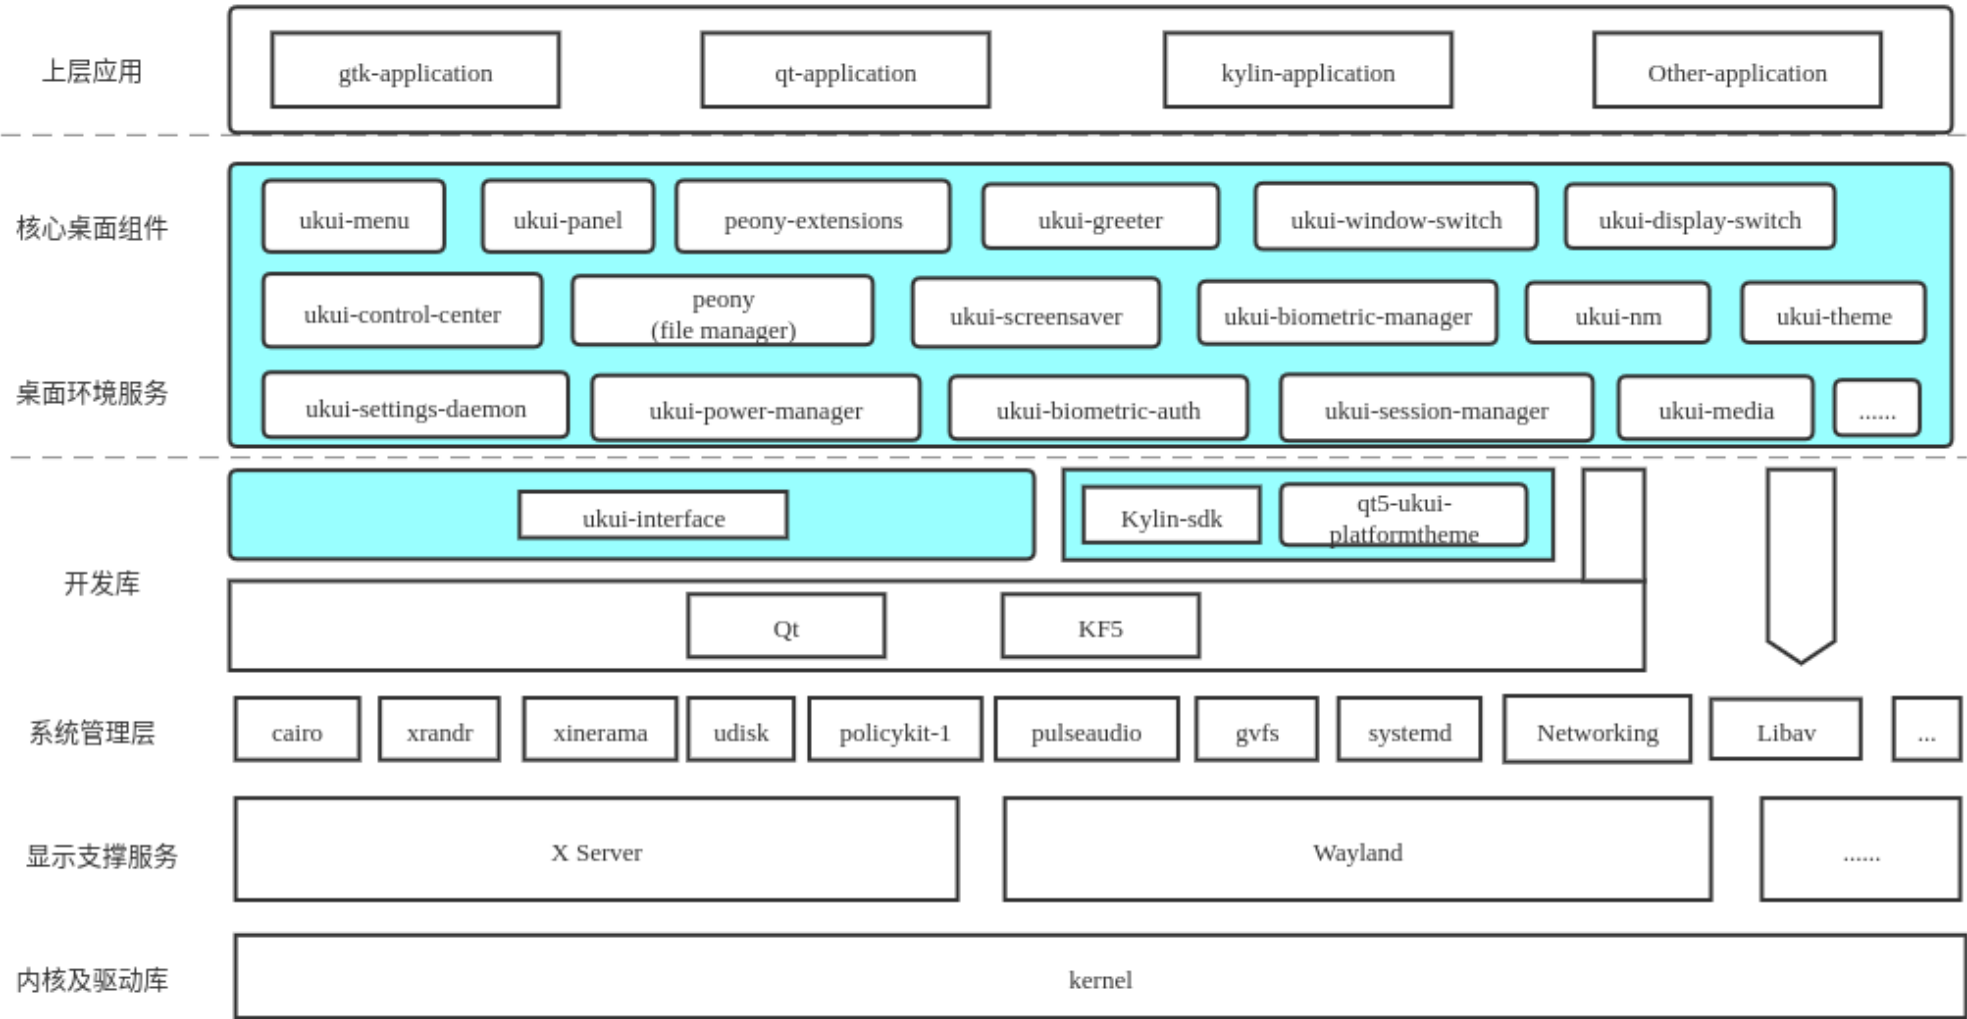 上层应用
gtk-application
qt-application
kylin-application
Other-application
核心桌面组件
ukui-menu
ukui-panel
peony-extensions
ukui-greeter
ukui-window-switch
ukui-display-switch
ukui-control-center
peony
(file manager)
ukui-screensaver
ukui-biometric-manager
ukui-nm
ukui-theme
桌面环境服务
ukui-settings-daemon
ukui-power-manager
ukui-biometric-auth
ukui-session-manager
ukui-media
......
开发库
ukui-interface
Kylin-sdk
qt5-ukui-
platformtheme
Qt
KF5
系统管理层
cairo
xrandr
xinerama
udisk
policykit-1
pulseaudio
gvfs
systemd
Networking
Libav
...
显示支撑服务
X Server
Wayland
......
内核及驱动库
kernel